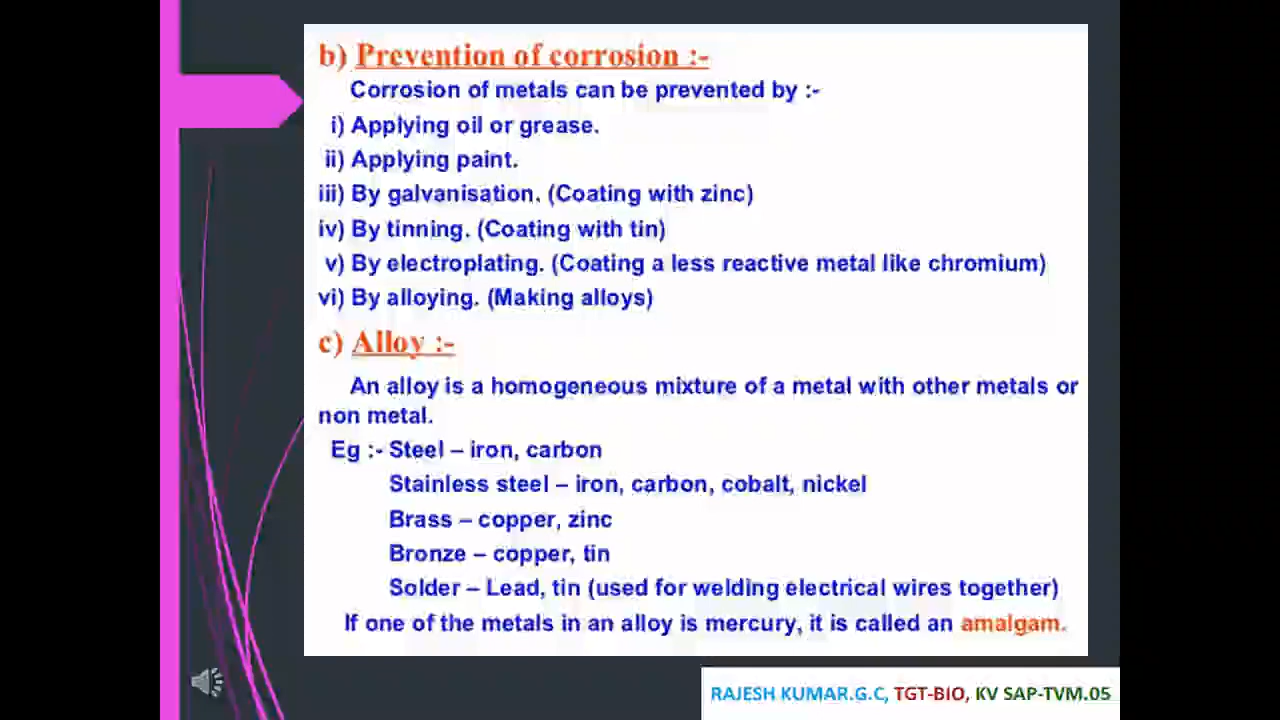 b) Prevention of corrosion :-
Corrosion of metals can be prevented by :-
i) Applying oil or grease.
ii) Applying paint.
iii) By galvanisation. (Coating with zinc)
iv) By tinning. (Coating with tin)
v) By electroplating. (Coating a less reactive metal like chromium)
vi) By alloying. (Making alloys)
c) Alloy :-
An alloy is a homogeneous mixture of a metal with other metals or
non metal.
Eg :- Steel – iron, carbon
Stainless steel – iron, carbon, cobalt, nickel
Brass – copper, zinc
Bronze – copper, tin
Solder – Lead, tin (used for welding electrical wires together)
If one of the metals in an alloy is mercury, it is called an amalgam.
RAJESH KUMAR.G.C, TGT-BIO, KV SAP-TVM.05